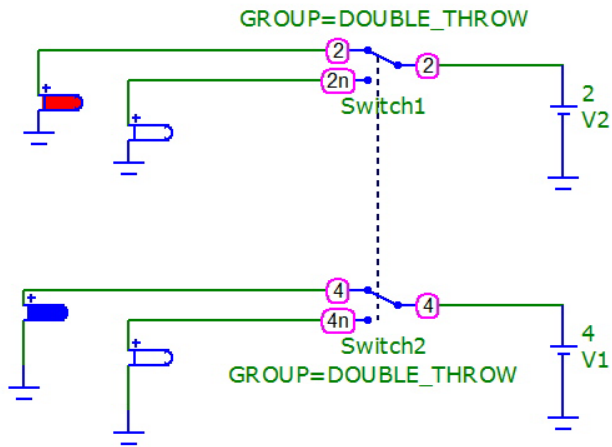 GROUP=DOUBLE_THROW
2
2
2n
Switch1
2
V2
4
4
4n
Switch2
4
V1
GROUP=DOUBLE_THROW